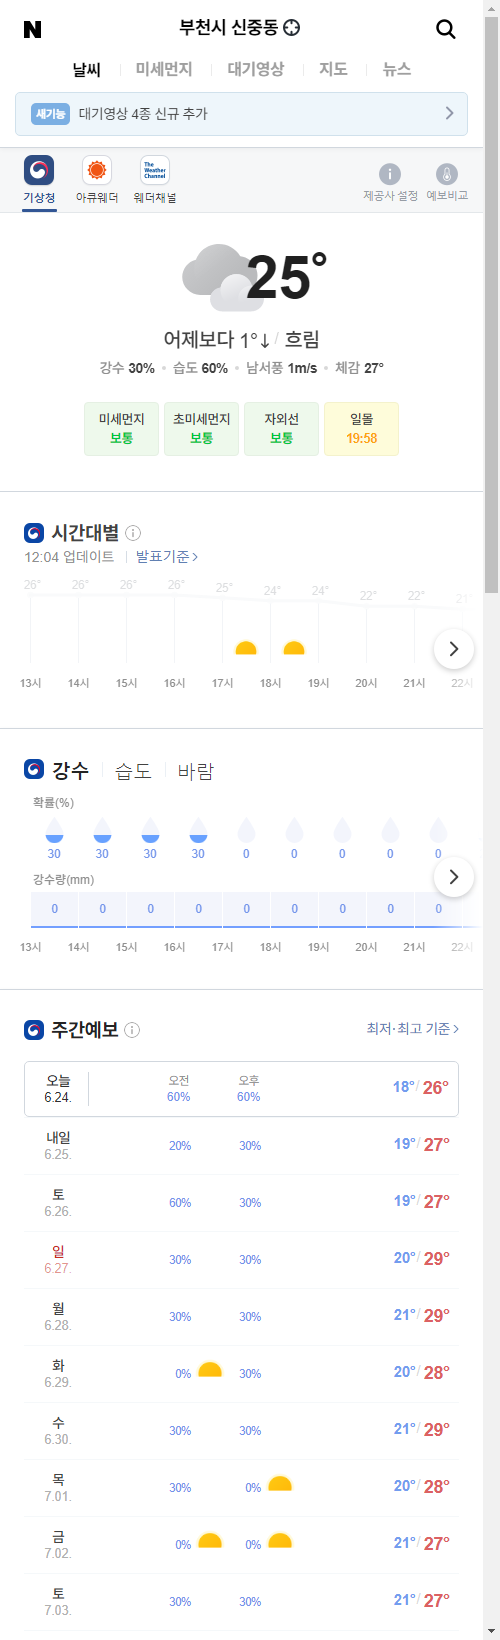 N
부천시 신중동
날씨 미세먼지 대기영상 지도 뉴스
새기능 대기영상 4종 신규 추가
The Weather Channel
기상청 아큐웨더 웨더채널 제공사 설정 예보비교
25°
어제보다 1°↓ / 흐림
강수 30% • 습도 60% • 남서풍 1m/s • 체감 27°
미세먼지 초미세먼지 자외선 일몰
보통 보통 보통 19:58
시간대별
12:04 업데이트 발표기준 >
26° 26° 26° 26° 25° 24° 24° 22° 22° 21°
13시 14시 15시 16시 17시 18시 19시 20시 21시 22시
강수 습도 바람
확률(%)
30 30 30 30 0 0 0 0 0
강수량(mm)
0 0 0 0 0 0 0 0 0
13시 14시 15시 16시 17시 18시 19시 20시 21시 22시
주간예보 최저·최고 기준 >
오늘 오전 오후
6.24. 60% 60% 18° / 26°
내일
6.25. 20% 30% 19° / 27°
토
6.26. 60% 30% 19° / 27°
일
6.27. 30% 30% 20° / 29°
월
6.28. 30% 30% 21° / 29°
화
6.29. 0% 30% 20° / 28°
수
6.30. 30% 30% 21° / 29°
목
7.01. 30% 0% 20° / 28°
금
7.02. 0% 0% 21° / 27°
토
7.03. 30% 30% 21° / 27°